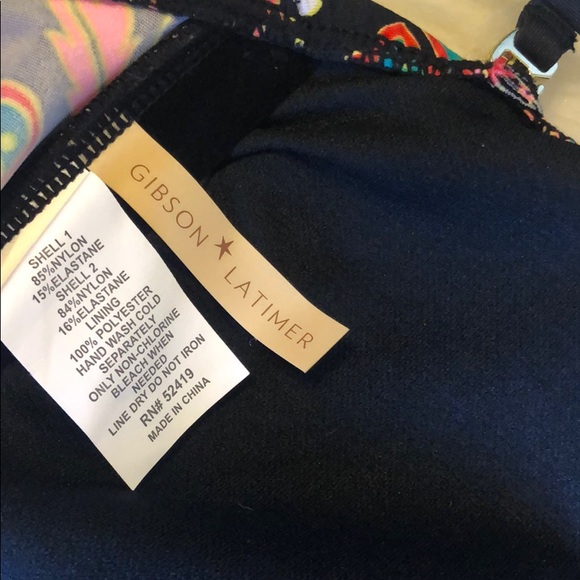 GIBSON ★ LATIMER
SHELL 1
85%NYLON
15%ELASTANE
SHELL 2
84%NYLON
16%ELASTANE
LINING
100% POLYESTER
HAND WASH COLD
SEPARATELY
ONLY NON-CHLORINE
BLEACH WHEN
NEEDED
LINE DRY DO NOT IRON
RN# 52419
MADE IN CHINA